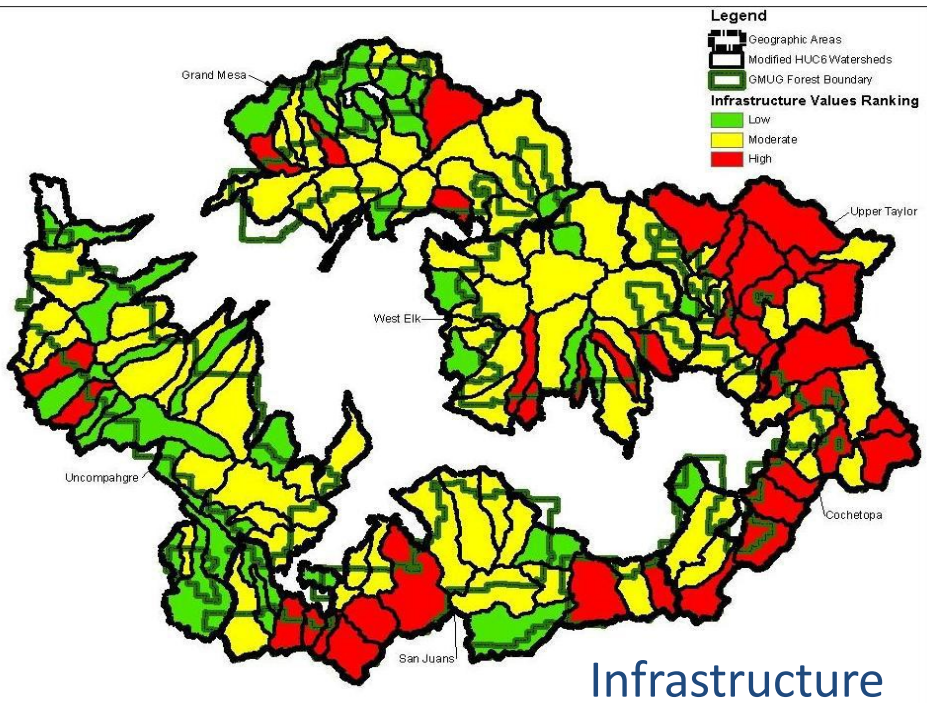 Legend
Geographic Areas
Modified HUC6 Watersheds
GMUG Forest Boundary
Infrastructure Values Ranking
Low
Moderate
High
Grand Mesa
Upper Taylor
West Elk
Uncompahgre
Cochetopa
San Juans
Infrastructure